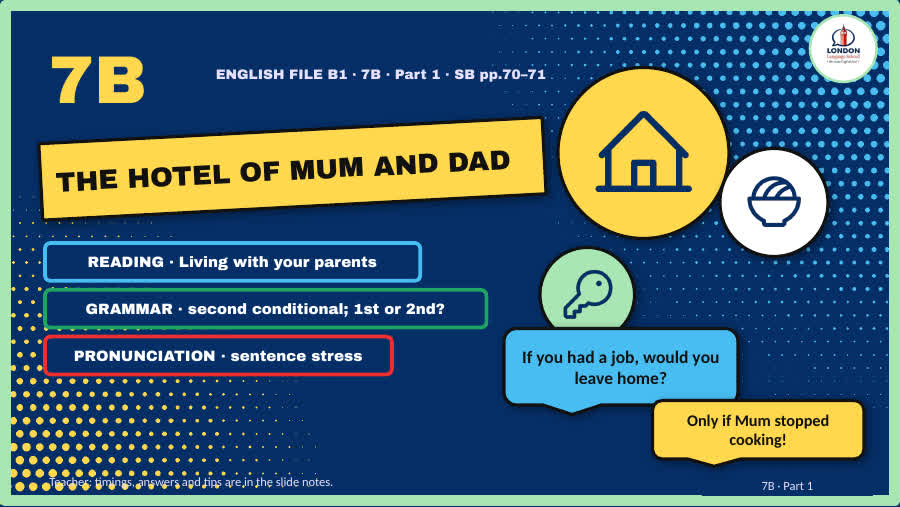 7B
ENGLISH FILE B1 · 7B · Part 1 · SB pp.70–71
LONDON
Language School
THE HOTEL OF MUM AND DAD
READING · Living with your parents
GRAMMAR · second conditional; 1st or 2nd?
PRONUNCIATION · sentence stress
If you had a job, would you
leave home?
Only if Mum stopped
cooking!
Teacher: timings, answers and tips are in the slide notes.
7B · Part 1